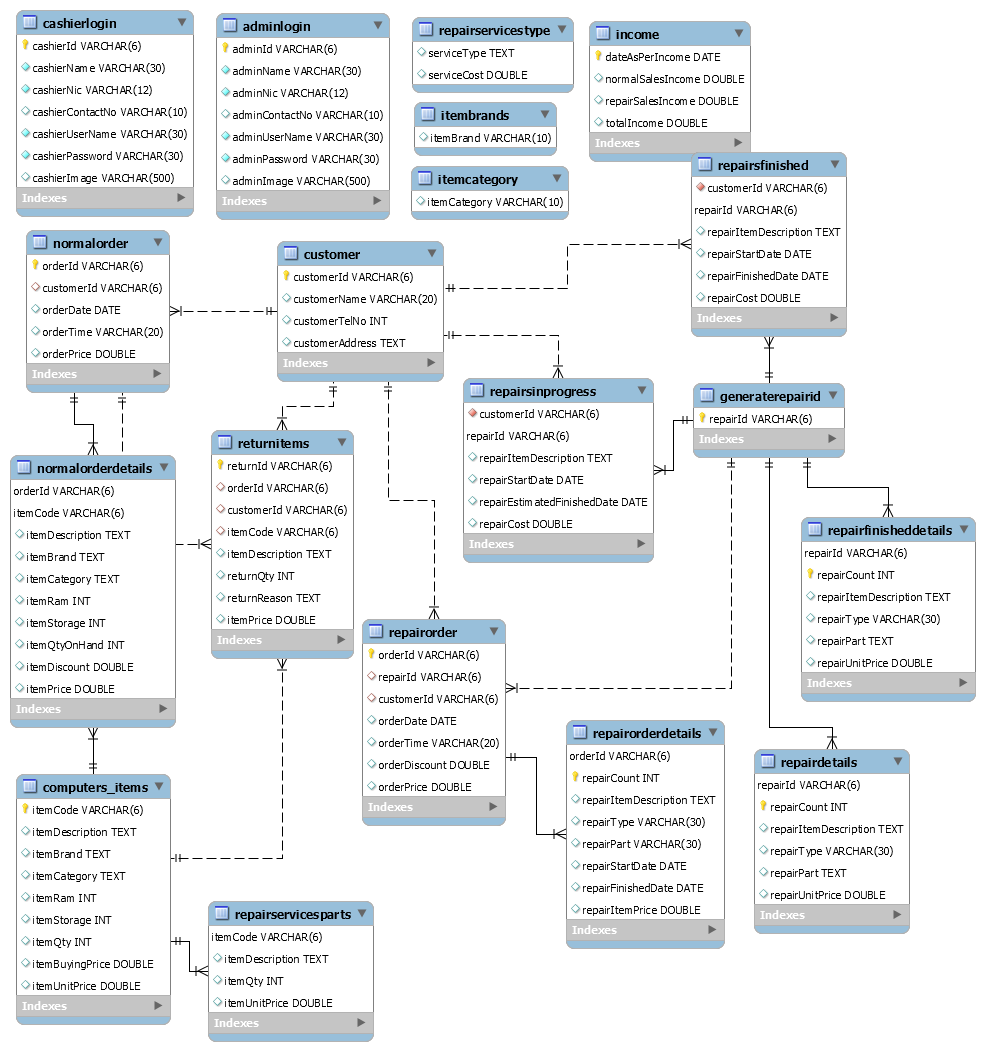 cashierlogin
cashierId VARCHAR(6)
cashierName VARCHAR(30)
cashierNic VARCHAR(12)
cashierContactNo VARCHAR(10)
cashierUserName VARCHAR(30)
cashierPassword VARCHAR(30)
cashierImage VARCHAR(500)
Indexes
adminlogin
adminId VARCHAR(6)
adminName VARCHAR(30)
adminNic VARCHAR(12)
adminContactNo VARCHAR(10)
adminUserName VARCHAR(30)
adminPassword VARCHAR(30)
adminImage VARCHAR(500)
Indexes
repairservicestype
serviceType TEXT
serviceCost DOUBLE
itembrands
itemBrand VARCHAR(10)
itemcategory
itemCategory VARCHAR(10)
income
dateAsPerIncome DATE
normalSalesIncome DOUBLE
repairSalesIncome DOUBLE
totalIncome DOUBLE
Indexes
repairsfinished
customerId VARCHAR(6)
repairId VARCHAR(6)
repairItemDescription TEXT
repairStartDate DATE
repairFinishedDate DATE
repairCost DOUBLE
Indexes
normalorder
orderId VARCHAR(6)
customerId VARCHAR(6)
orderDate DATE
orderTime VARCHAR(20)
orderPrice DOUBLE
Indexes
customer
customerId VARCHAR(6)
customerName VARCHAR(20)
customerTelNo INT
customerAddress TEXT
Indexes
repairsinprogress
customerId VARCHAR(6)
repairId VARCHAR(6)
repairItemDescription TEXT
repairStartDate DATE
repairEstimatedFinishedDate DATE
repairCost DOUBLE
Indexes
generaterepairid
repairId VARCHAR(6)
Indexes
normalorderdetails
orderId VARCHAR(6)
itemCode VARCHAR(6)
itemDescription TEXT
itemBrand TEXT
itemCategory TEXT
itemRam INT
itemStorage INT
itemQtyOnHand INT
itemDiscount DOUBLE
itemPrice DOUBLE
Indexes
returnitems
returnId VARCHAR(6)
orderId VARCHAR(6)
customerId VARCHAR(6)
itemCode VARCHAR(6)
itemDescription TEXT
returnQty INT
returnReason TEXT
itemPrice DOUBLE
Indexes
repairfinisheddetails
repairId VARCHAR(6)
repairCount INT
repairItemDescription TEXT
repairType VARCHAR(30)
repairPart TEXT
repairUnitPrice DOUBLE
Indexes
repairorder
orderId VARCHAR(6)
repairId VARCHAR(6)
customerId VARCHAR(6)
orderDate DATE
orderTime VARCHAR(20)
orderDiscount DOUBLE
orderPrice DOUBLE
Indexes
repairorderdetails
orderId VARCHAR(6)
repairCount INT
repairItemDescription TEXT
repairType VARCHAR(30)
repairPart VARCHAR(30)
repairStartDate DATE
repairFinishedDate DATE
repairItemPrice DOUBLE
Indexes
repairdetails
repairId VARCHAR(6)
repairCount INT
repairItemDescription TEXT
repairType VARCHAR(30)
repairPart TEXT
repairUnitPrice DOUBLE
Indexes
computers_items
itemCode VARCHAR(6)
itemDescription TEXT
itemBrand TEXT
itemCategory TEXT
itemRam INT
itemStorage INT
itemQty INT
itemBuyingPrice DOUBLE
itemUnitPrice DOUBLE
Indexes
repairservicesparts
itemCode VARCHAR(6)
itemDescription TEXT
itemQty INT
itemUnitPrice DOUBLE
Indexes